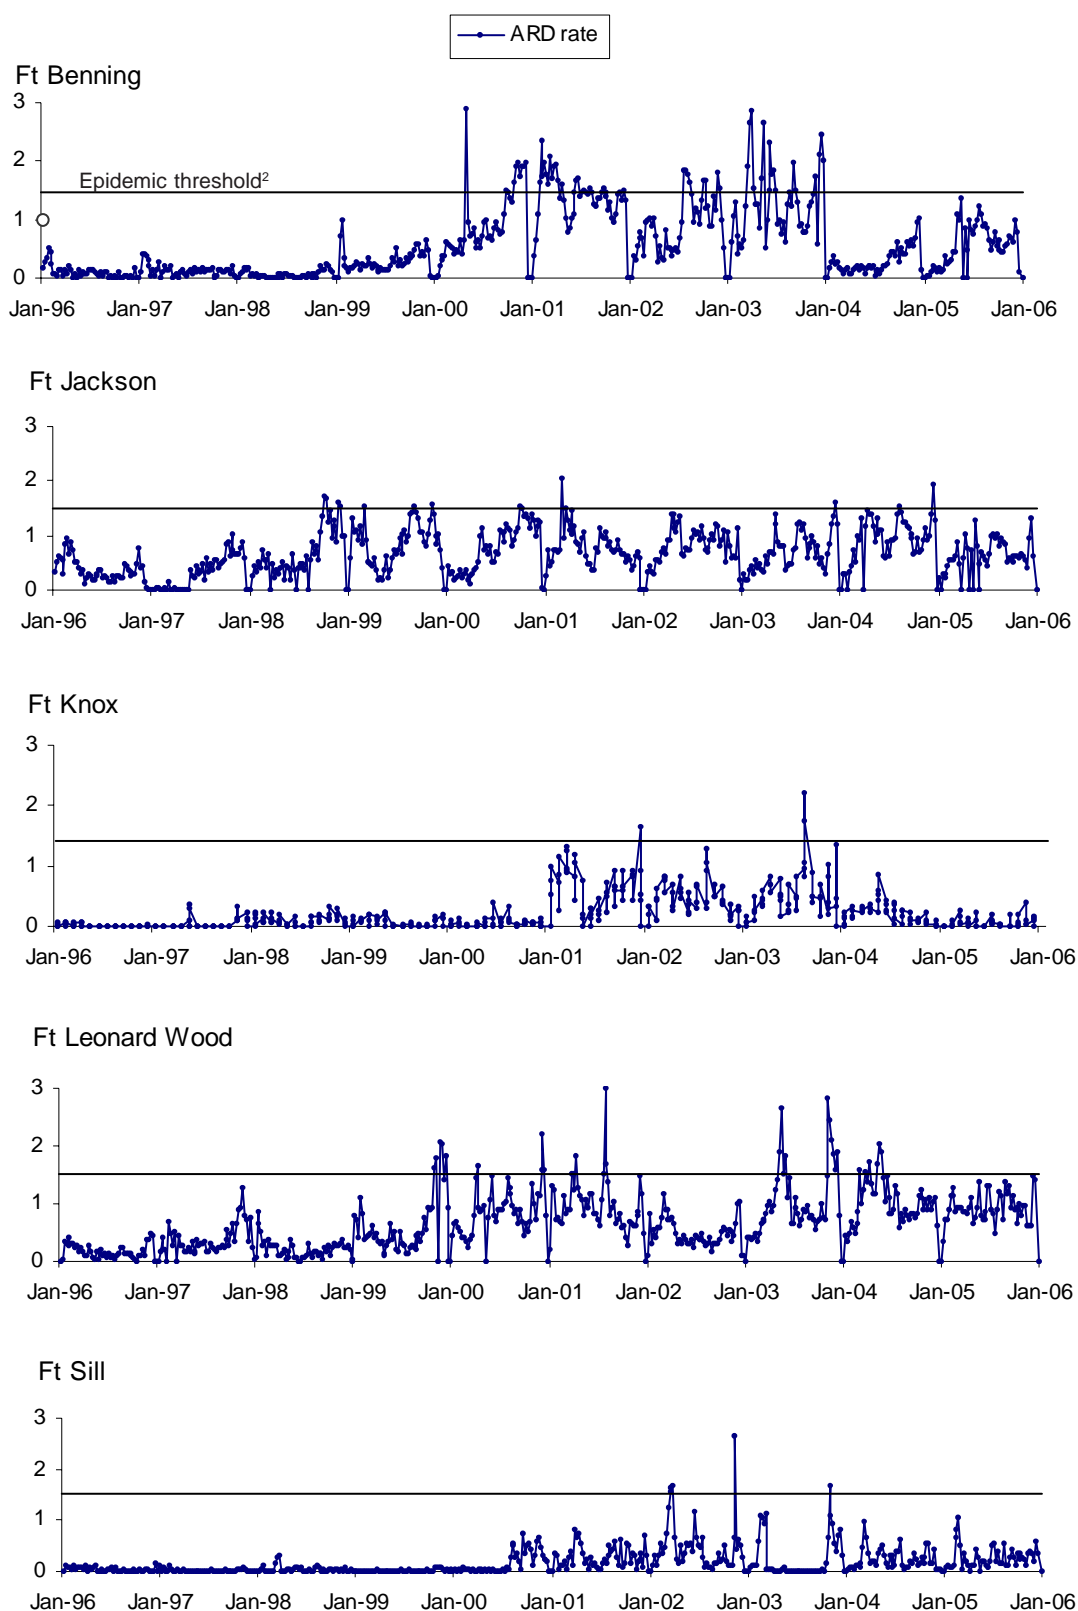 ARD rate
Ft Benning
3
2
Epidemic threshold²
1
0
Jan-96 Jan-97 Jan-98 Jan-99 Jan-00 Jan-01 Jan-02 Jan-03 Jan-04 Jan-05 Jan-06
Ft Jackson
3
2
1
0
Jan-96 Jan-97 Jan-98 Jan-99 Jan-00 Jan-01 Jan-02 Jan-03 Jan-04 Jan-05 Jan-06
Ft Knox
3
2
1
0
Jan-96 Jan-97 Jan-98 Jan-99 Jan-00 Jan-01 Jan-02 Jan-03 Jan-04 Jan-05 Jan-06
Ft Leonard Wood
3
2
1
0
Jan-96 Jan-97 Jan-98 Jan-99 Jan-00 Jan-01 Jan-02 Jan-03 Jan-04 Jan-05 Jan-06
Ft Sill
3
2
1
0
Jan-96 Jan-97 Jan-98 Jan-99 Jan-00 Jan-01 Jan-02 Jan-03 Jan-04 Jan-05 Jan-06